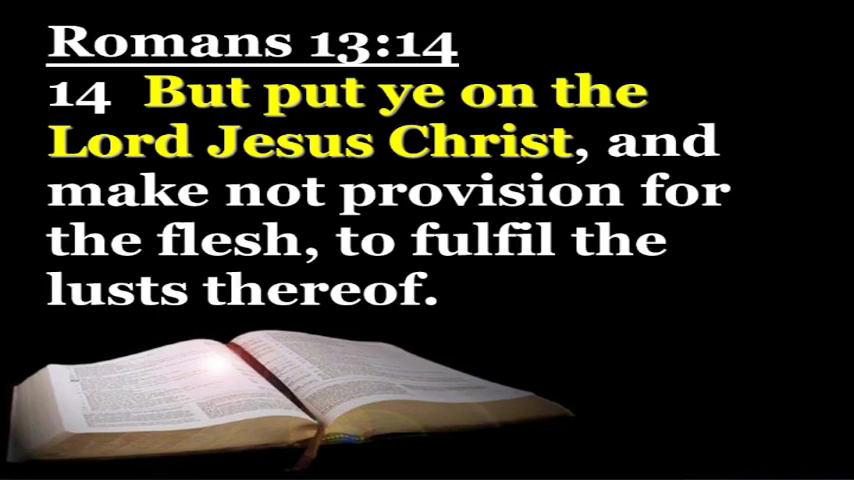 Romans 13:14
14 But put ye on the
Lord Jesus Christ, and
make not provision for
the flesh, to fulfil the
lusts thereof.